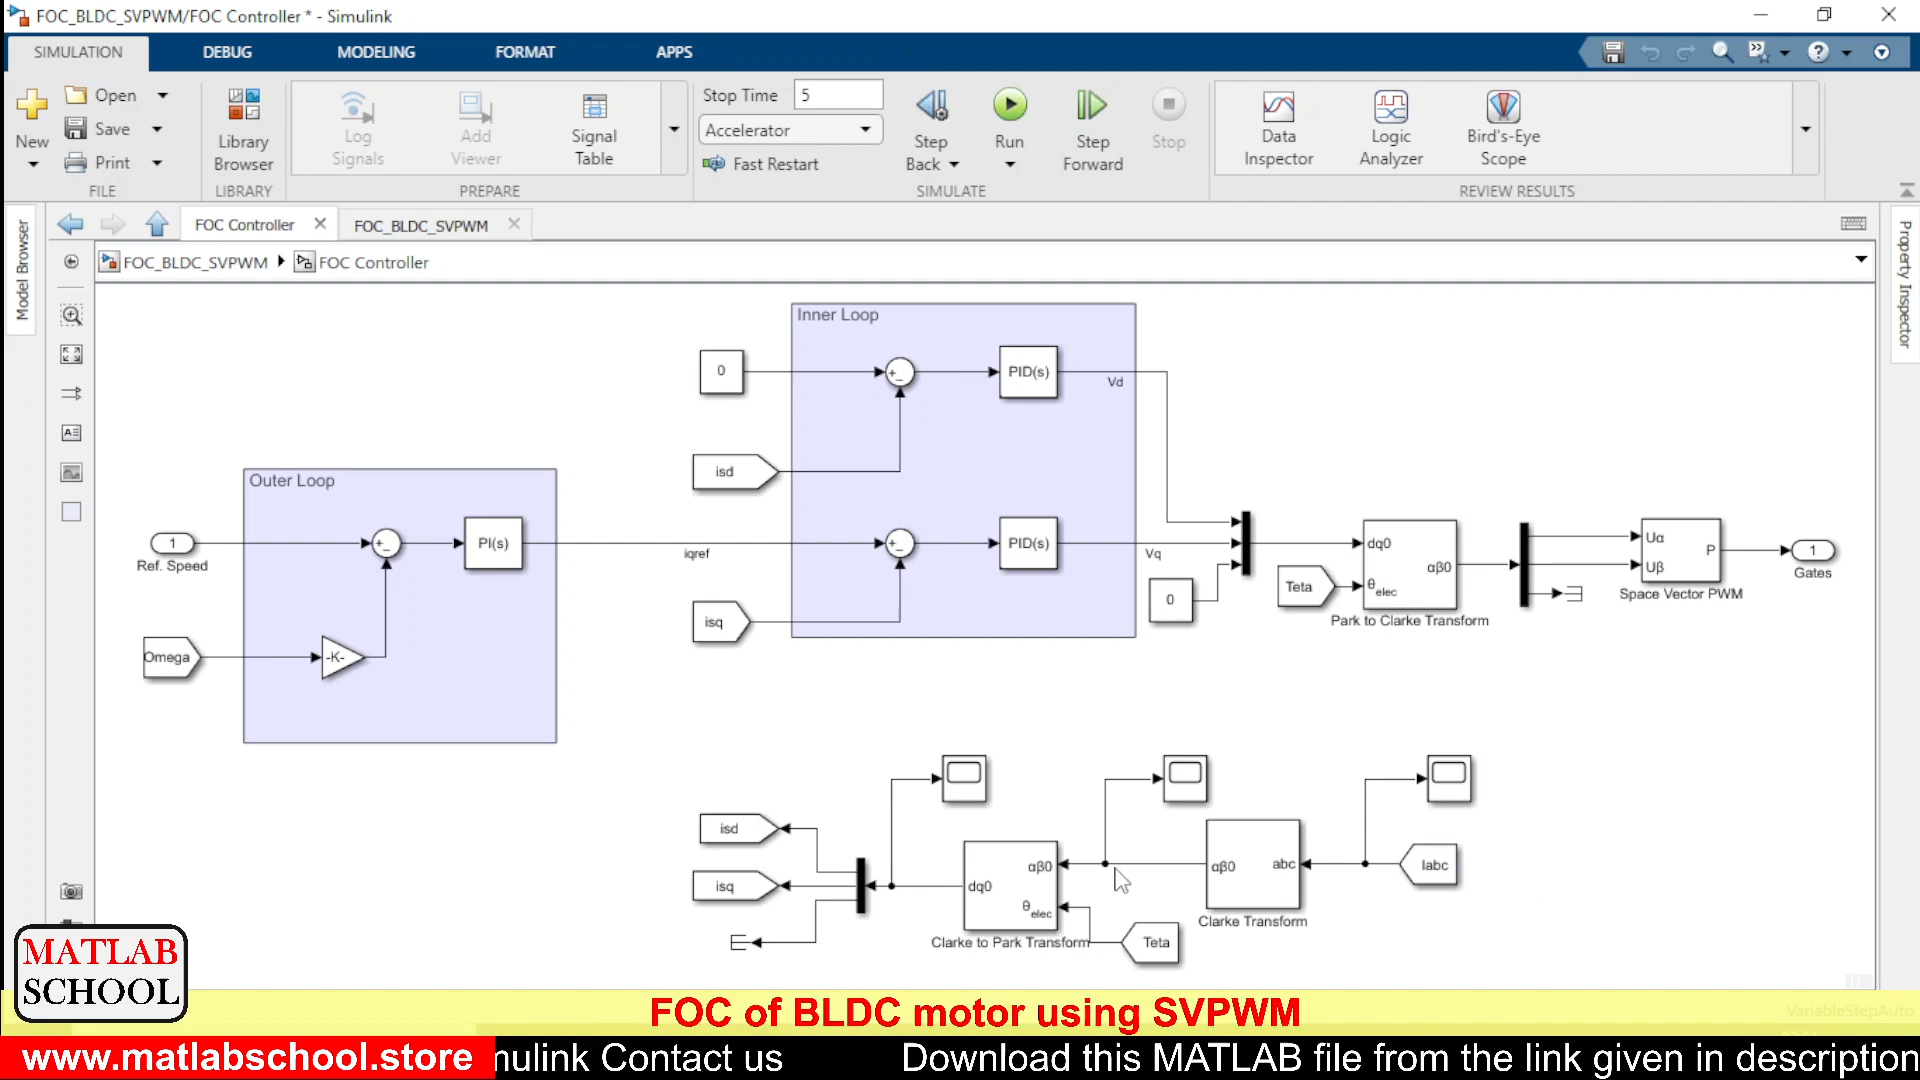 FOC_BLDC_SVPWM/FOC Controller * - Simulink
SIMULATION DEBUG MODELING FORMAT APPS
New
Open
Save
Print
FILE
Library
Browser
LIBRARY
Log
Signals
Add
Viewer
Signal
Table
PREPARE
Stop Time 5
Accelerator
Fast Restart
Step
Back
Run
Step
Forward
Stop
SIMULATE
Data
Inspector
Logic
Analyzer
Bird's-Eye
Scope
REVIEW RESULTS
Model Browser
Property Inspector
FOC Controller
FOC_BLDC_SVPWM
FOC_BLDC_SVPWM FOC Controller
Inner Loop
0
+_
PID(s)
Vd
isd
Outer Loop
1
Ref. Speed
+_
PI(s)
iqref
+_
PID(s)
Vq
isq
0
Omega
-K-
Teta
dq0
θelec
αβ0
Park to Clarke Transform
Uα
Uβ
P
Space Vector PWM
1
Gates
isd
isq
dq0
αβ0
θelec
Clarke to Park Transform
Teta
αβ0
abc
Clarke Transform
Iabc
MATLAB
SCHOOL
VariableStepAuto
FOC of BLDC motor using SVPWM
www.matlabschool.store
mulink Contact us
Download this MATLAB file from the link given in description